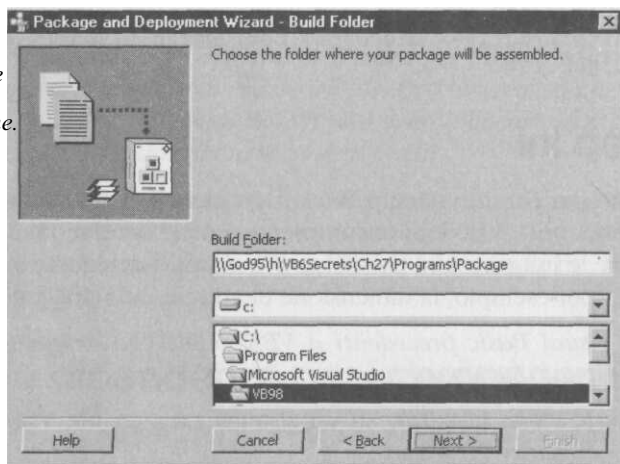 Package and Deployment Wizard - Build Folder
Choose the folder where your package will be assembled.
Build Folder:
\\God95\h\VB6Secrets\Ch27\Programs\Package
c:
C:\
Program Files
Microsoft Visual Studio
VB98
Help
Cancel
< Back
Next >
Finish